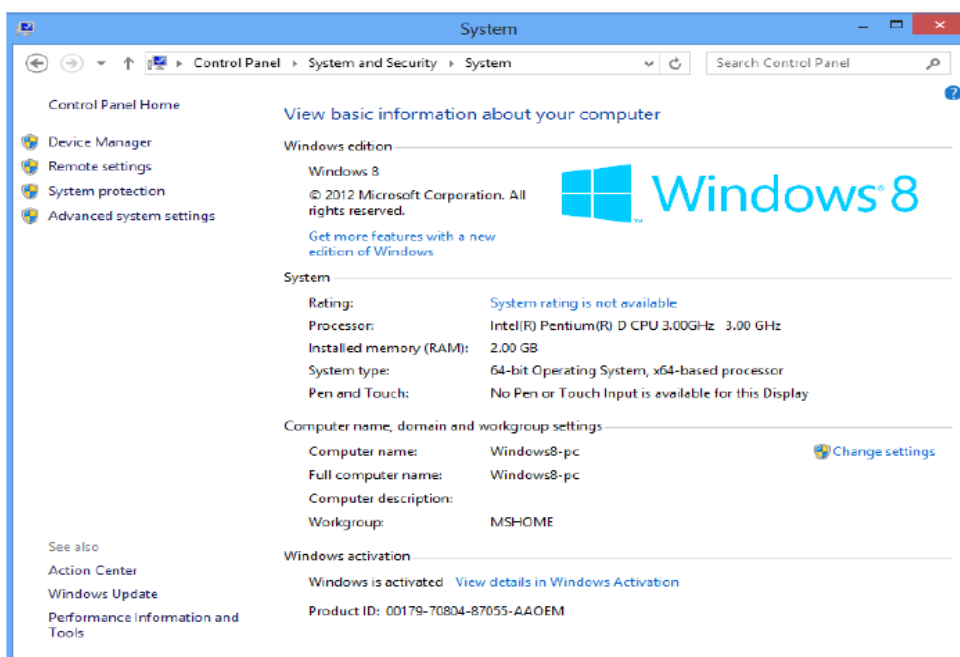 System
Control Panel ▸ System and Security ▸ System
Search Control Panel
Control Panel Home
Device Manager
Remote settings
System protection
Advanced system settings
See also
Action Center
Windows Update
Performance Information and
Tools
View basic information about your computer
Windows edition
Windows 8
© 2012 Microsoft Corporation. All
rights reserved.
Get more features with a new
edition of Windows
Windows® 8
™
System
Rating: System rating is not available
Processor: Intel(R) Pentium(R) D CPU 3.00GHz 3.00 GHz
Installed memory (RAM): 2.00 GB
System type: 64-bit Operating System, x64-based processor
Pen and Touch: No Pen or Touch Input is available for this Display
Computer name, domain and workgroup settings
Computer name: Windows8-pc
Change settings
Full computer name: Windows8-pc
Computer description:
Workgroup: MSHOME
Windows activation
Windows is activated View details in Windows Activation
Product ID: 00179-70804-87055-AAOEM